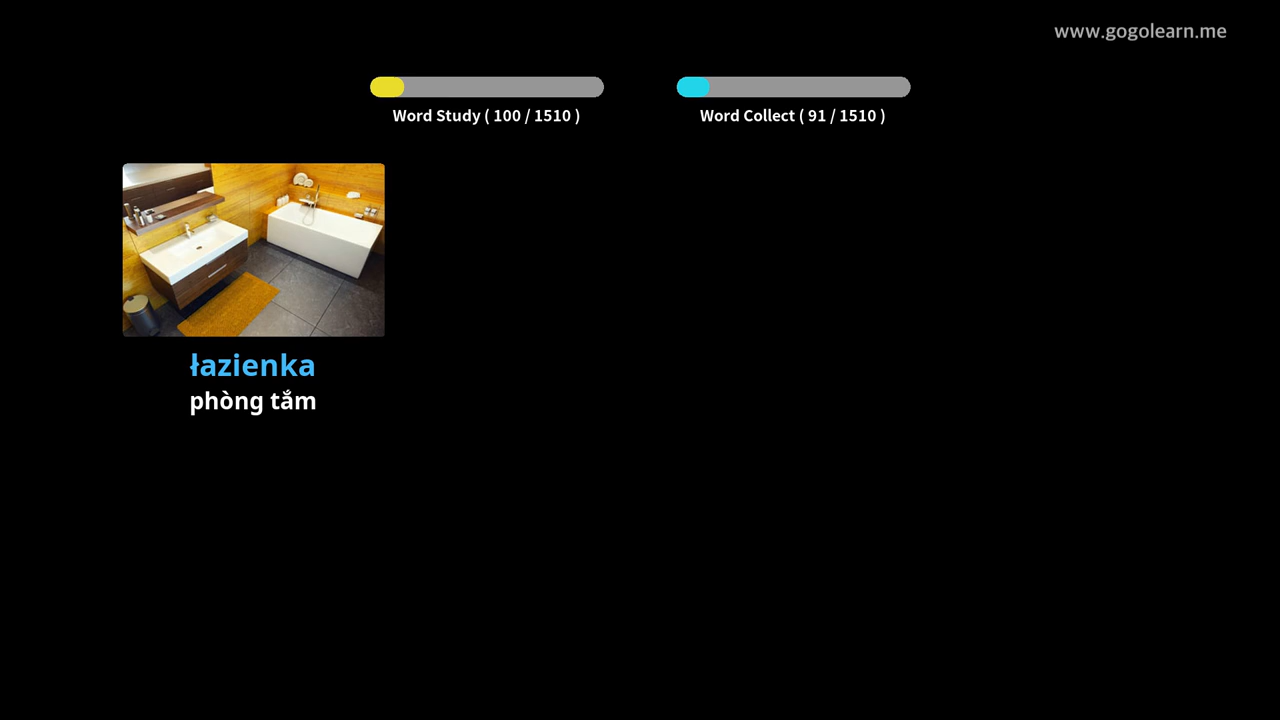 www.gogolearn.me
Word Study ( 100 / 1510 )
Word Collect ( 91 / 1510 )
łazienka
phòng tắm